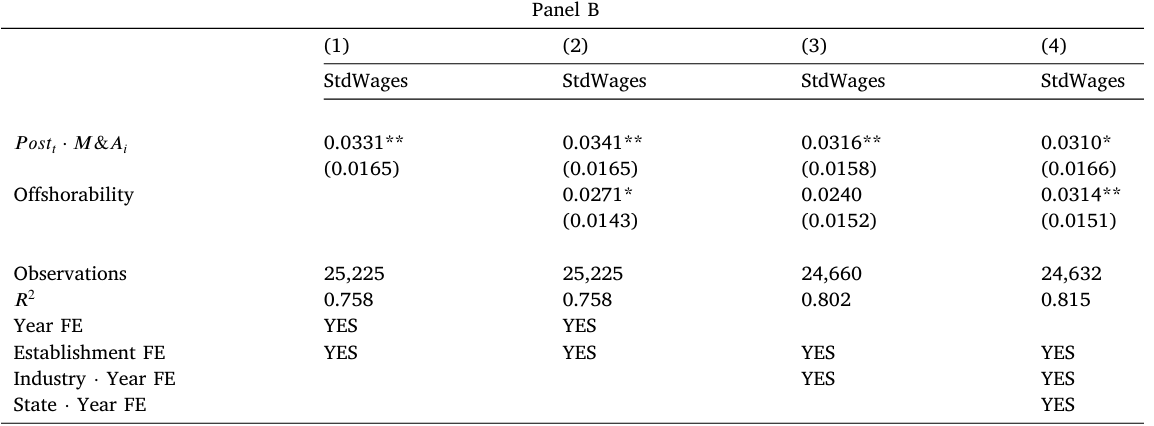 Panel B
(1) (2) (3) (4)
StdWages StdWages StdWages StdWages
Post_t · M&A_i 0.0331** 0.0341** 0.0316** 0.0310*
(0.0165) (0.0165) (0.0158) (0.0166)
Offshorability 0.0271* 0.0240 0.0314**
(0.0143) (0.0152) (0.0151)
Observations 25,225 25,225 24,660 24,632
R² 0.758 0.758 0.802 0.815
Year FE YES YES
Establishment FE YES YES YES YES
Industry · Year FE YES YES
State · Year FE YES